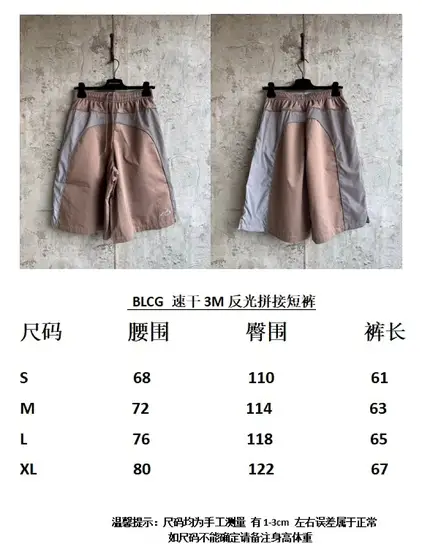 BLCG 速干 3M 反光拼接短裤
尺码 腰围 臀围 裤长
S 68 110 61
M 72 114 63
L 76 118 65
XL 80 122 67
温馨提示：尺码均为手工测量 有1-3cm 左右误差属于正常
如尺码不能确定请备注身高体重